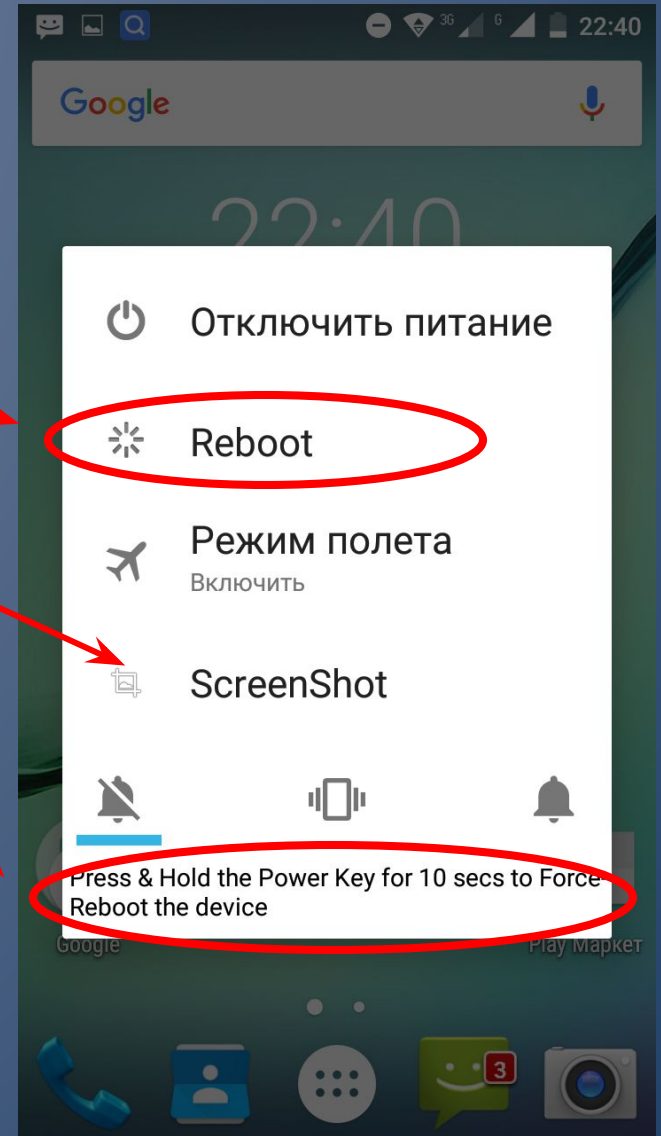 3G
G
22:40
Google
22:40
Отключить питание
Reboot
Режим полета
Включить
ScreenShot
Press & Hold the Power Key for 10 secs to Force
Reboot the device
Google
Play Маркет
3